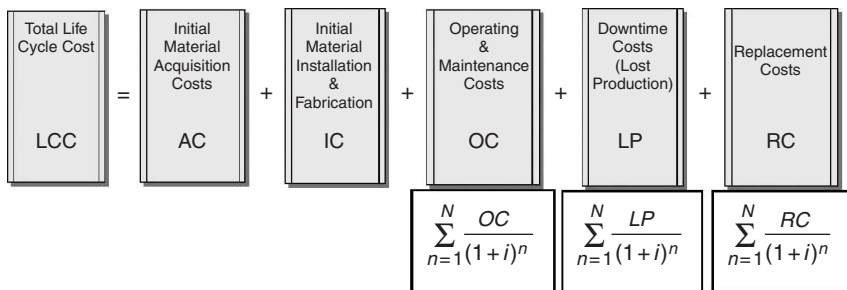 Total Life
Cycle Cost
LCC
=
Initial
Material
Acquisition
Costs
AC
+
Initial
Material
Installation
&
Fabrication
IC
+
Operating
&
Maintenance
Costs
OC
+
Downtime
Costs
(Lost
Production)
LP
+
Replacement
Costs
RC
N
∑ OC/(1+i)^n
n=1
N
∑ LP/(1+i)^n
n=1
N
∑ RC/(1+i)^n
n=1